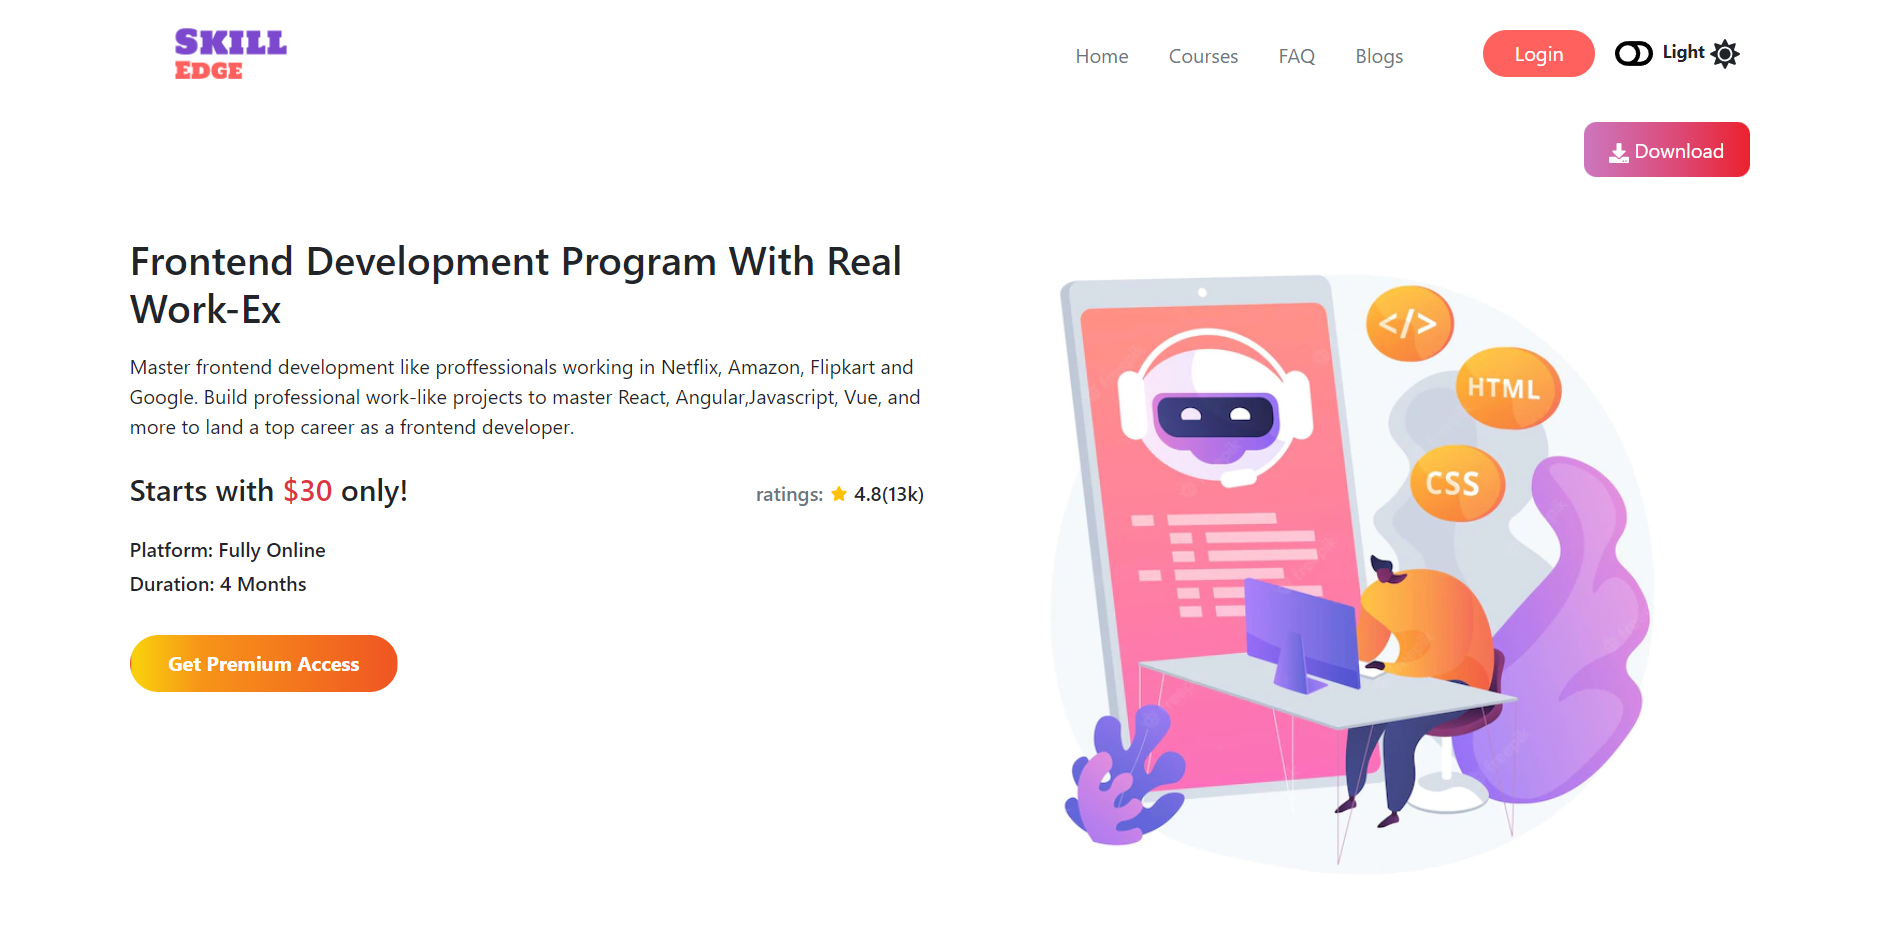 SKILL
EDGE
Home Courses FAQ Blogs Login Light
Download
Frontend Development Program With Real
Work-Ex
Master frontend development like proffessionals working in Netflix, Amazon, Flipkart and
Google. Build professional work-like projects to master React, Angular,Javascript, Vue, and
more to land a top career as a frontend developer.
Starts with $30 only!
ratings: 4.8(13k)
Platform: Fully Online
Duration: 4 Months
Get Premium Access
</>
HTML
CSS